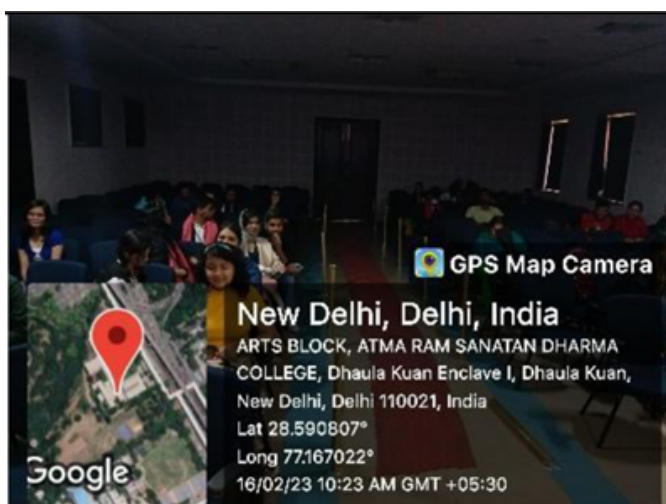 GPS Map Camera
New Delhi, Delhi, India
ARTS BLOCK, ATMA RAM SANATAN DHARMA
COLLEGE, Dhaula Kuan Enclave I, Dhaula Kuan,
New Delhi, Delhi 110021, India
Lat 28.590807°
Long 77.167022°
16/02/23 10:23 AM GMT +05:30
Google